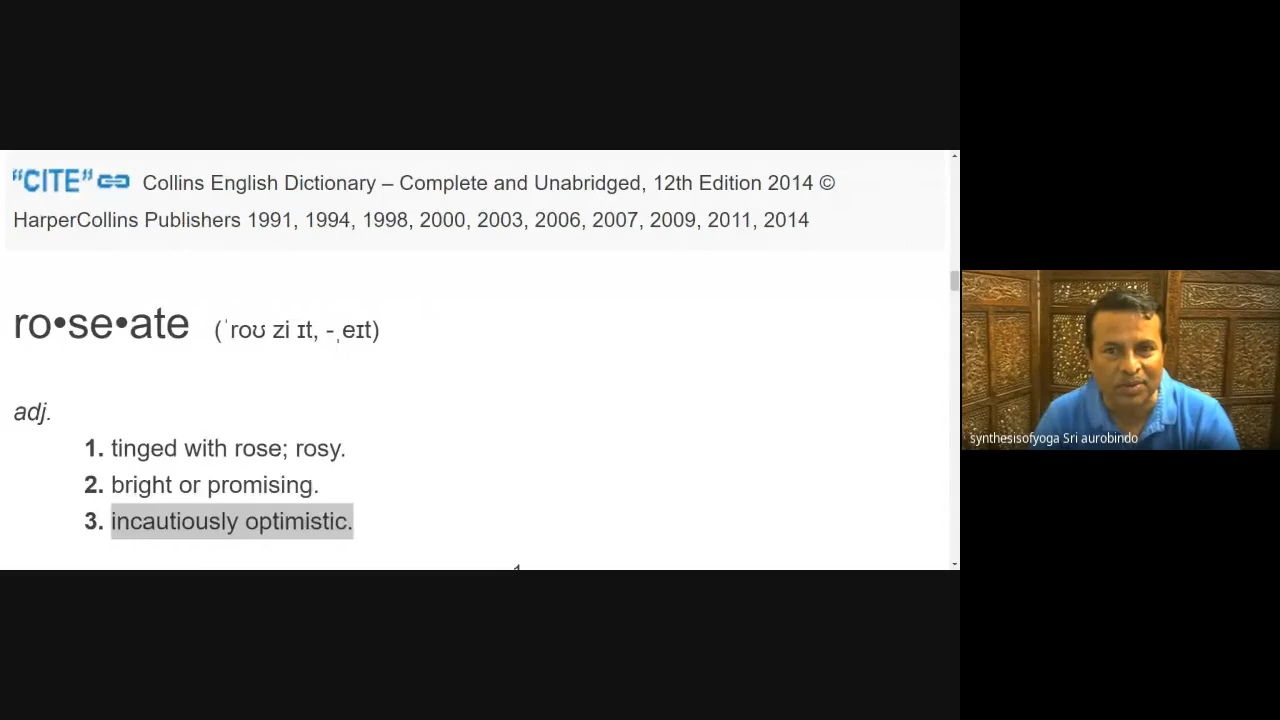 "CITE" Collins English Dictionary – Complete and Unabridged, 12th Edition 2014 ©
HarperCollins Publishers 1991, 1994, 1998, 2000, 2003, 2006, 2007, 2009, 2011, 2014
ro•se•ate (ˈroʊ zi ɪt, -ˌeɪt)
adj.
1. tinged with rose; rosy.
2. bright or promising.
3. incautiously optimistic.
synthesisofyoga Sri aurobindo